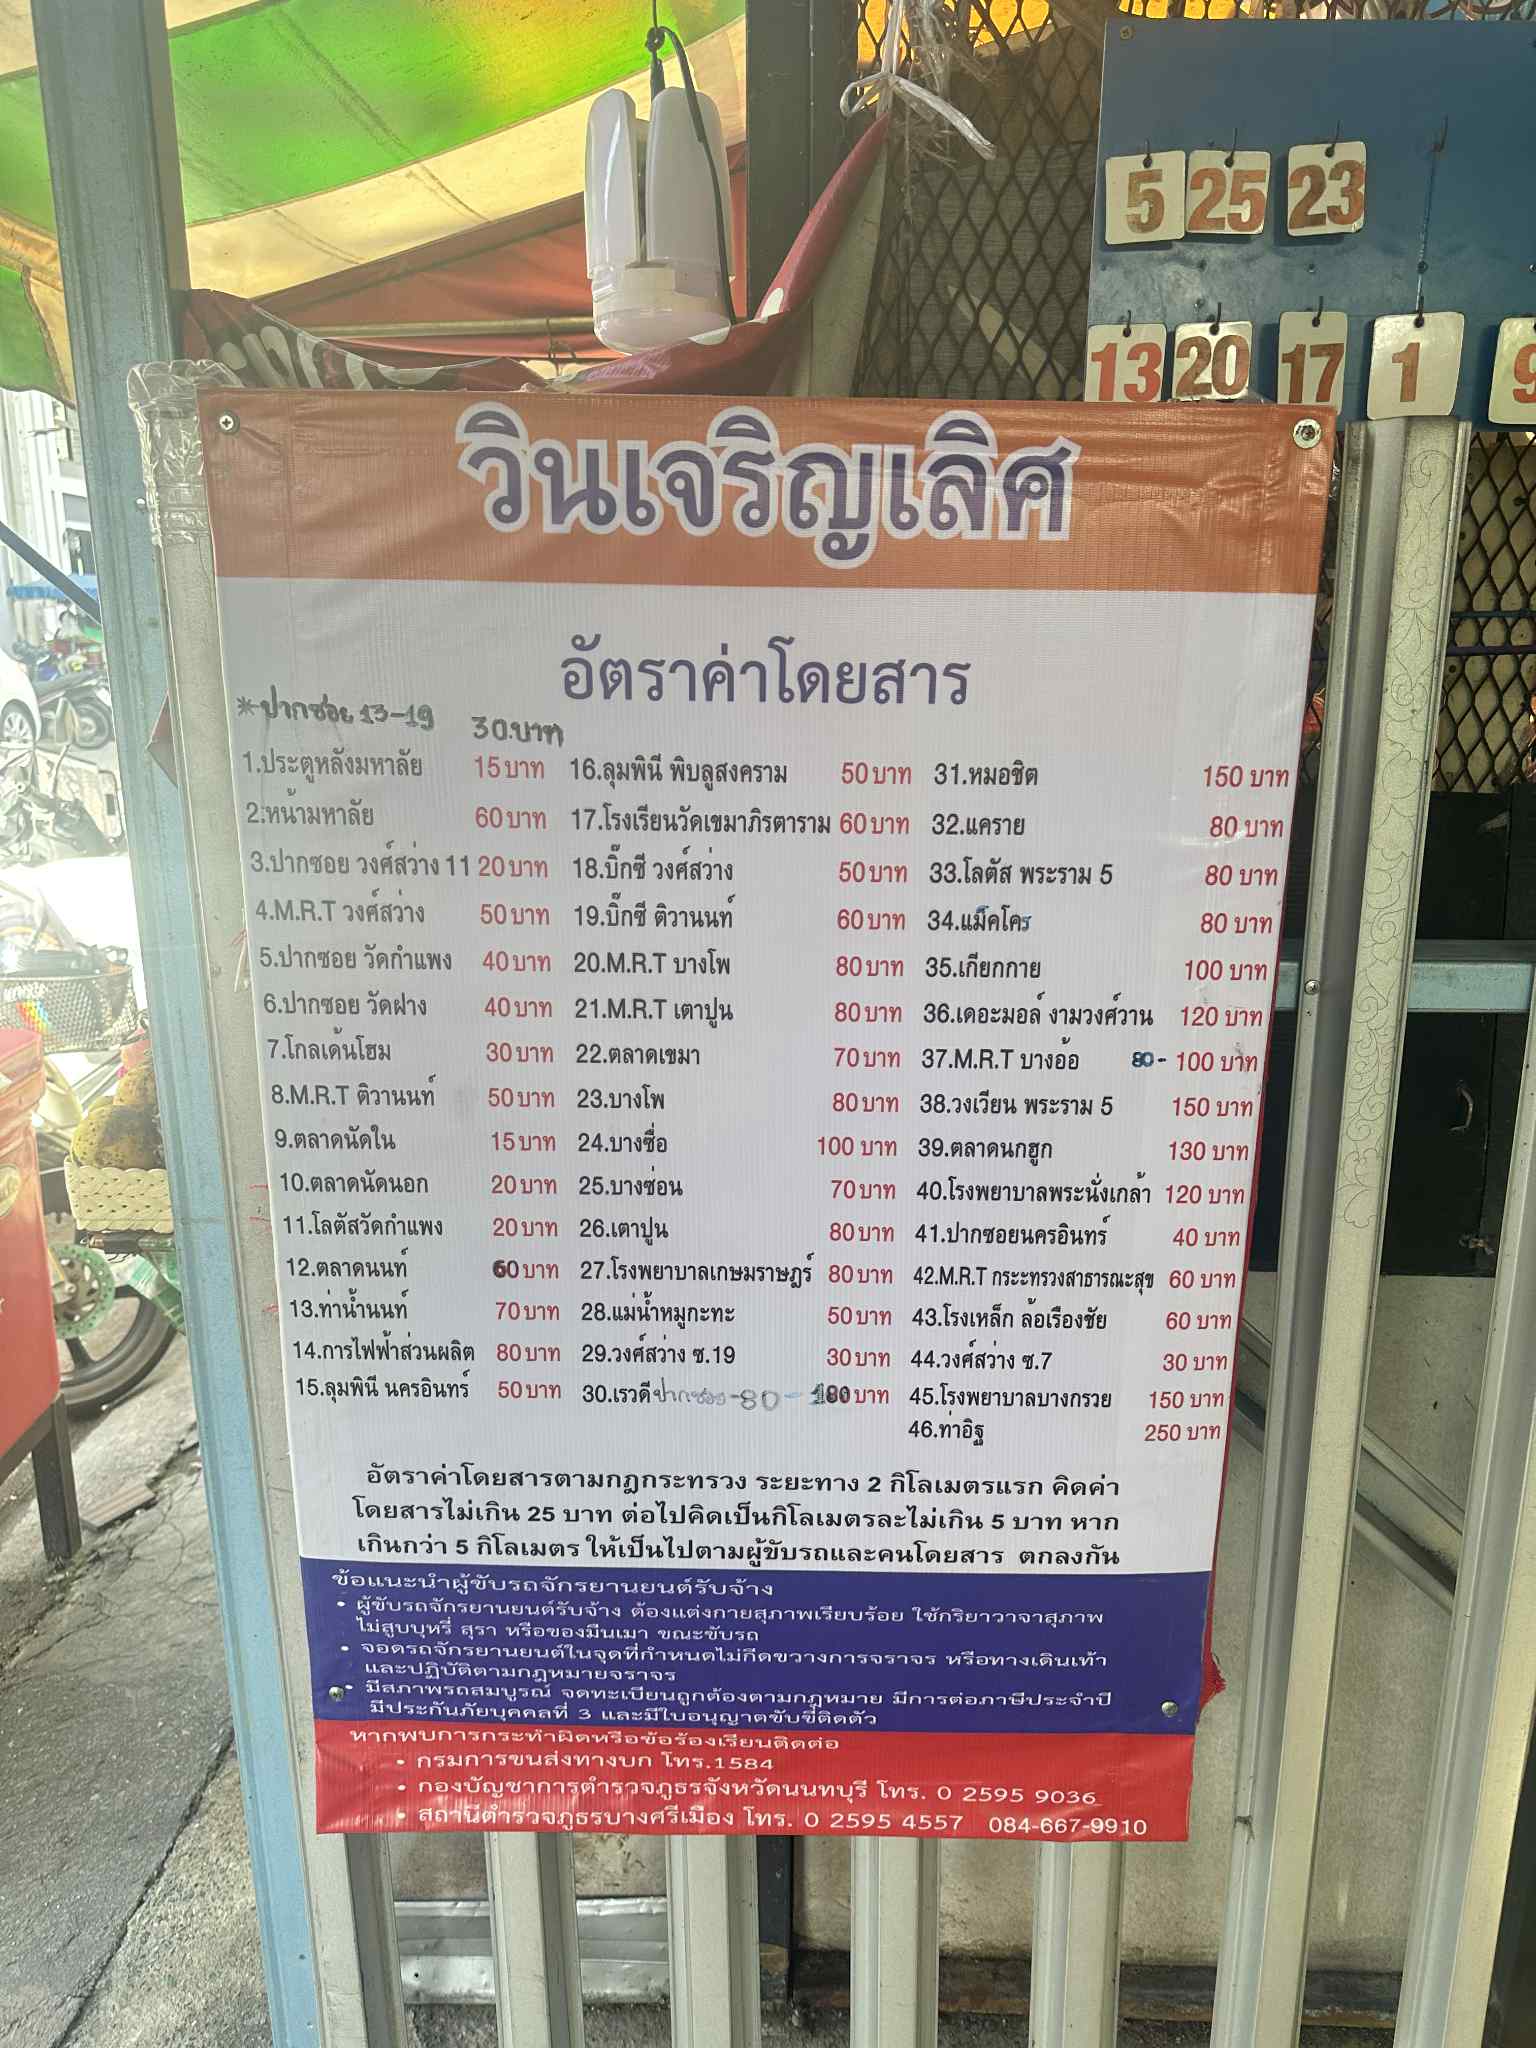 5 25 23
13 20 17 1 9
วินเจริญเลิศ
อัตราค่าโดยสาร
*ปากซอย 13-19 30บาท
1.ประตูหลังมหาลัย 15บาท
2.หน้ามหาลัย 60บาท
3.ปากซอย วงศ์สว่าง 11 20บาท
4.M.R.T วงศ์สว่าง 50บาท
5.ปากซอย วัดกำแพง 40บาท
6.ปากซอย วัดฝาง 40บาท
7.โกลเด้นโฮม 30บาท
8.M.R.T ติวานนท์ 50บาท
9.ตลาดนัดใน 15บาท
10.ตลาดนัดนอก 20บาท
11.โลตัสวัดกำแพง 20บาท
12.ตลาดนนท์ 60บาท
13.ท่าน้ำนนท์ 70บาท
14.การไฟฟ้าส่วนผลิต 80บาท
15.ลุมพินี นครอินทร์ 50บาท
16.ลุมพินี พิบลูสงคราม 50บาท
17.โรงเรียนวัดเขมาภิรตาราม 60บาท
18.บิ๊กซี วงศ์สว่าง 50บาท
19.บิ๊กซี ติวานนท์ 60บาท
20.M.R.T บางโพ 80บาท
21.M.R.T เตาปูน 80บาท
22.ตลาดเขมา 70บาท
23.บางโพ 80บาท
24.บางซื่อ 100 บาท
25.บางซ่อน 70บาท
26.เตาปูน 80บาท
27.โรงพยาบาลเกษมราษฎร์ 80บาท
28.แม่น้ำหมูกะทะ 50บาท
29.วงศ์สว่าง ซ.19 30บาท
30.เรวดี ปากซอย -80 - 180บาท
31.หมอชิต 150 บาท
32.แคราย 80 บาท
33.โลตัส พระราม 5 80 บาท
34.แม็คโคร 80 บาท
35.เกียกกาย 100 บาท
36.เดอะมอล์ งามวงศ์วาน 120 บาท
37.M.R.T บางอ้อ 80 - 100 บาท
38.วงเวียน พระราม 5 150 บาท
39.ตลาดนกฮูก 130 บาท
40.โรงพยาบาลพระนั่งเกล้า 120 บาท
41.ปากซอยนครอินทร์ 40 บาท
42.M.R.T กระะทรวงสาธารณะสุข 60 บาท
43.โรงเหล็ก ล้อเรืองชัย 60 บาท
44.วงศ์สว่าง ซ.7 30 บาท
45.โรงพยาบาลบางกรวย 150 บาท
46.ท่าอิฐ 250 บาท
อัตราค่าโดยสารตามกฎกระทรวง ระยะทาง 2 กิโลเมตรแรก คิดค่า
โดยสารไม่เกิน 25 บาท ต่อไปคิดเป็นกิโลเมตรละไม่เกิน 5 บาท หาก
เกินกว่า 5 กิโลเมตร ให้เป็นไปตามผู้ขับรถและคนโดยสาร ตกลงกัน
ข้อแนะนำผู้ขับรถจักรยานยนต์รับจ้าง
• ผู้ขับรถจักรยานยนต์รับจ้าง ต้องแต่งกายสุภาพเรียบร้อย ใช้กริยาวาจาสุภาพ
ไม่สูบบุหรี่ สุรา หรือของมึนเมา ขณะขับรถ
• จอดรถจักรยานยนต์ในจุดที่กำหนดไม่กีดขวางการจราจร หรือทางเดินเท้า
และปฏิบัติตามกฎหมายจราจร
• มีสภาพรถสมบูรณ์ จดทะเบียนถูกต้องตามกฎหมาย มีการต่อภาษีประจำปี
มีประกันภัยบุคคลที่ 3 และมีใบอนุญาตขับขี่ติดตัว
หากพบการกระทำผิดหรือข้อร้องเรียนติดต่อ
• กรมการขนส่งทางบก โทร.1584
• กองบัญชาการตำรวจภูธรจังหวัดนนทบุรี โทร. 0 2595 9036
• สถานีตำรวจภูธรบางศรีเมือง โทร. 0 2595 4557 084-667-9910